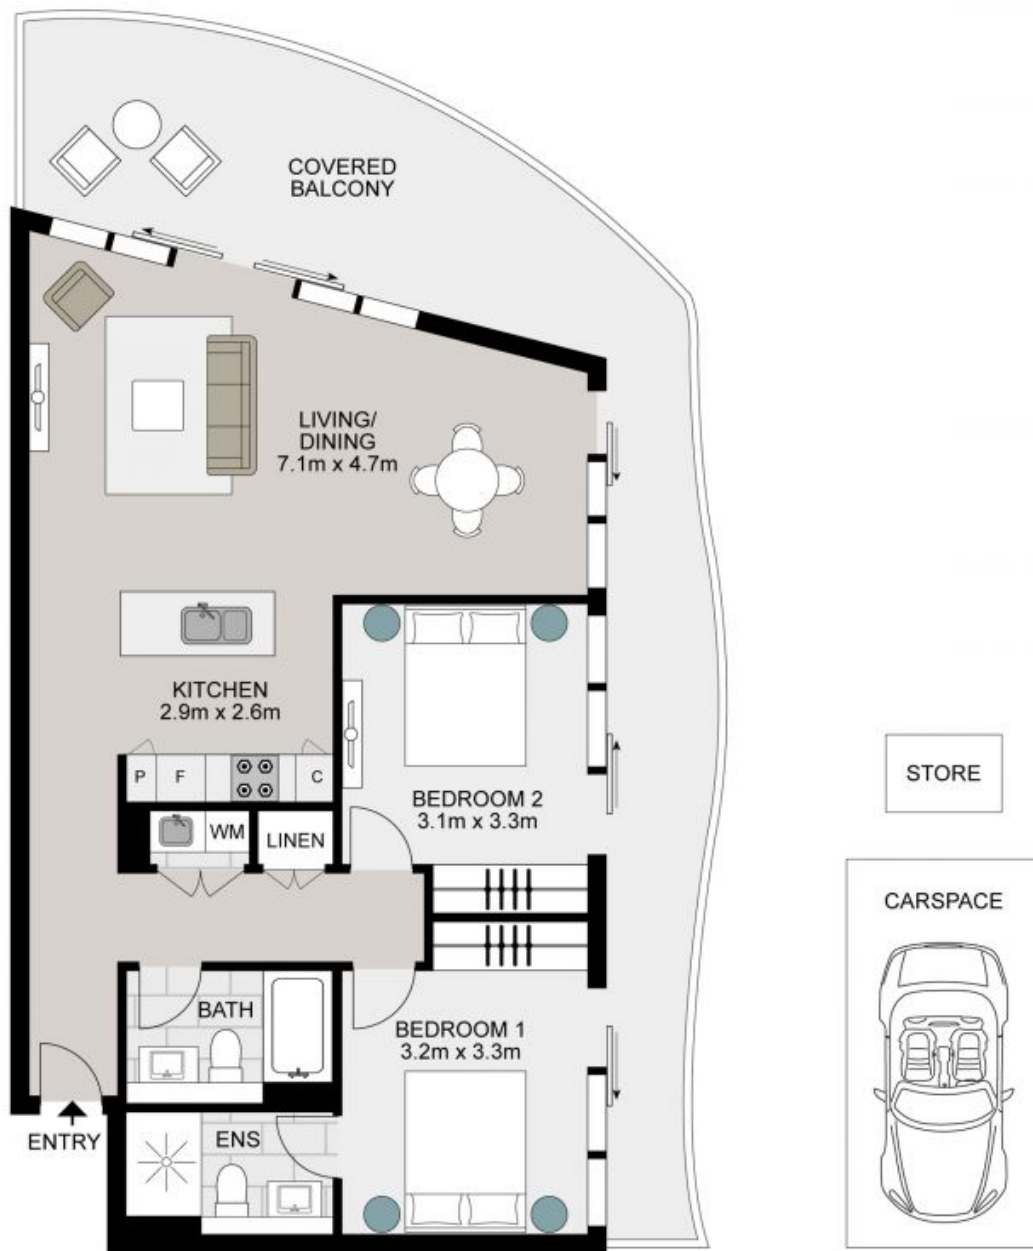 COVERED
BALCONY
LIVING/
DINING
7.1m x 4.7m
KITCHEN
2.9m x 2.6m
P
F
C
STORE
BEDROOM 2
3.1m x 3.3m
WM
LINEN
CARSPACE
BATH
BEDROOM 1
3.2m x 3.3m
ENTRY
ENS